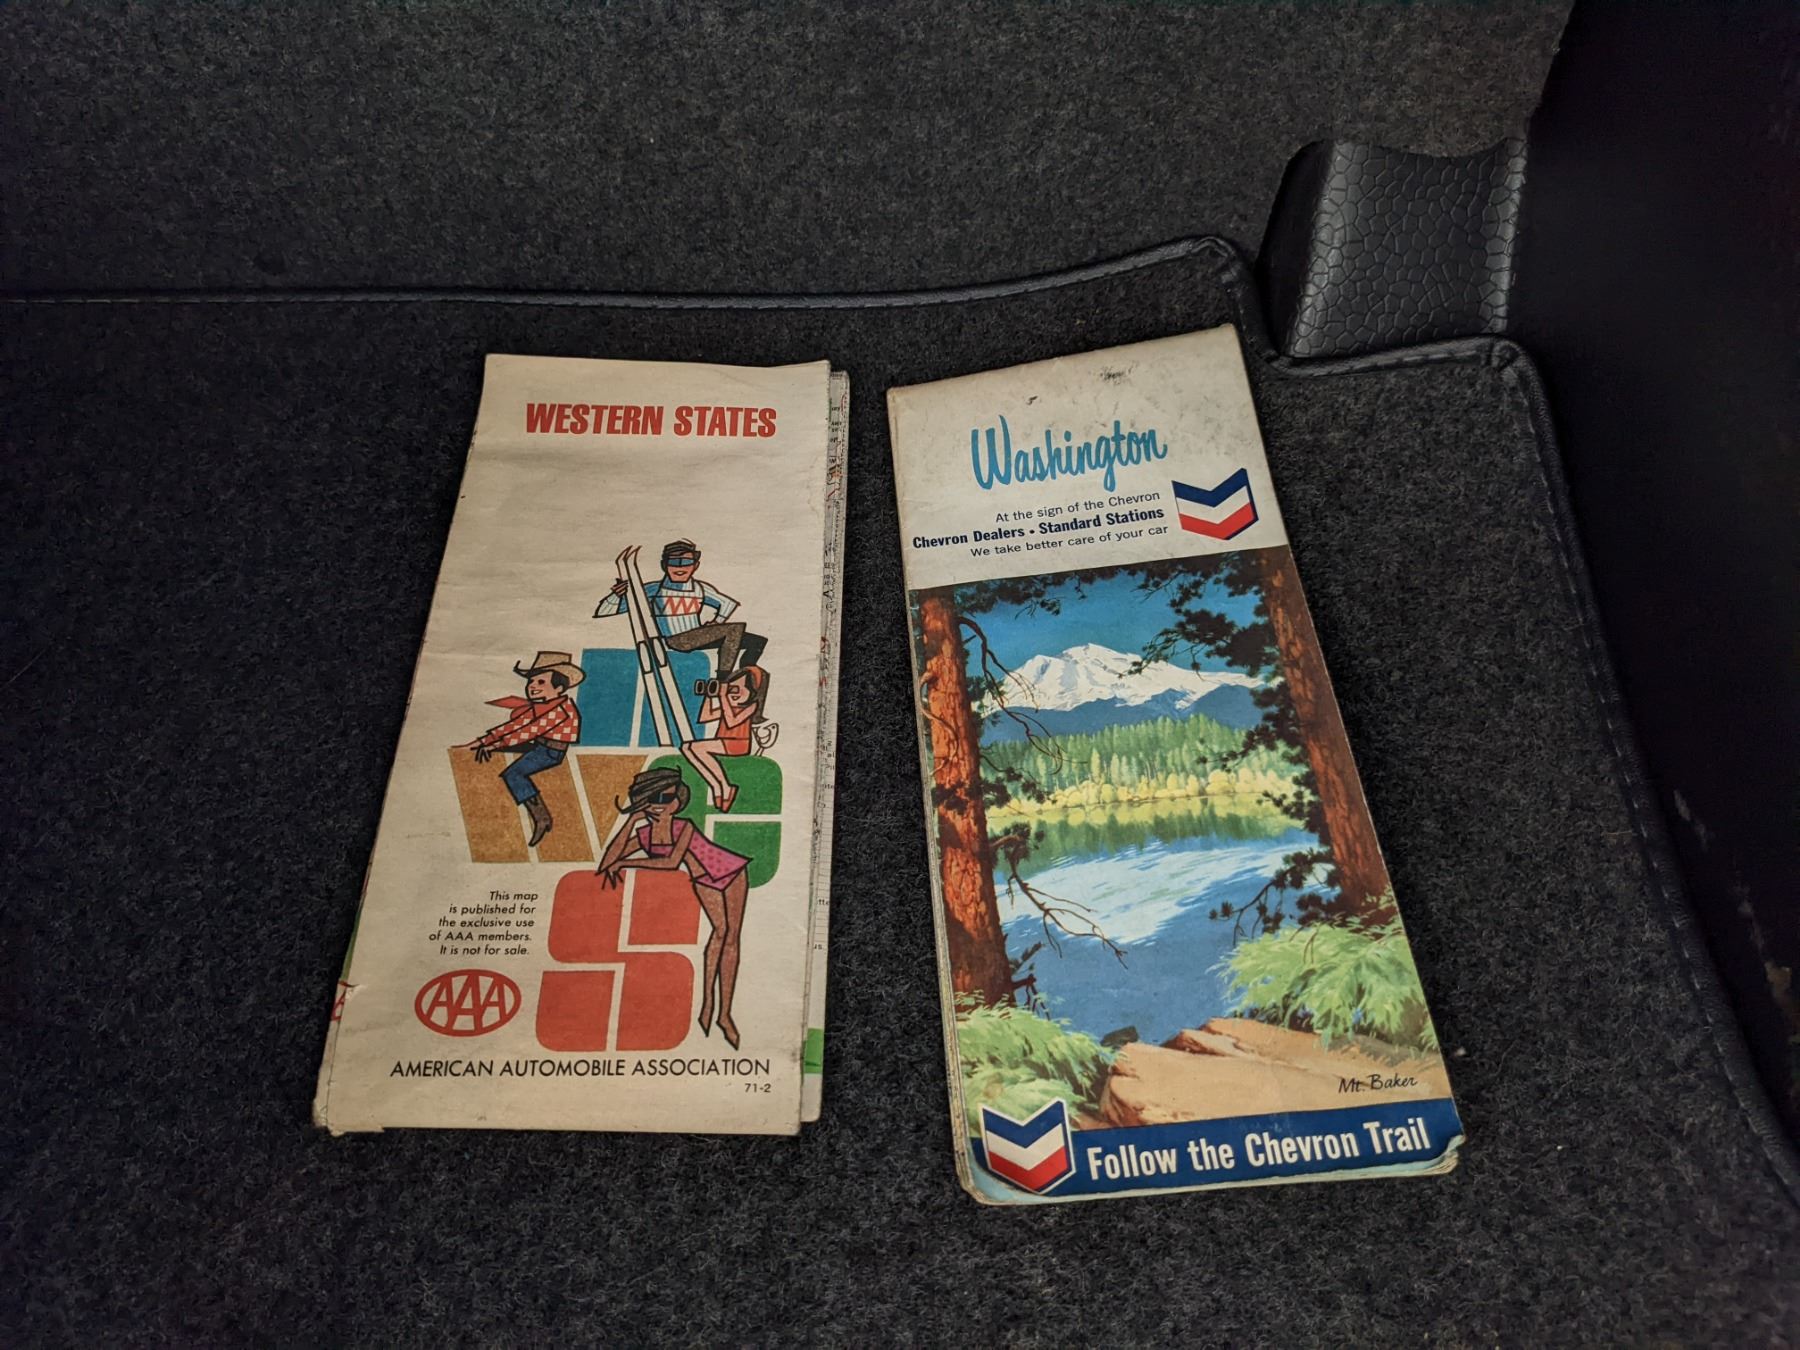 WESTERN STATES
This map
is published for
the exclusive use
of AAA members.
It is not for sale.
AAA
AMERICAN AUTOMOBILE ASSOCIATION
71-2
Washington
At the sign of the Chevron
Chevron Dealers • Standard Stations
We take better care of your car
Mt. Baker
Follow the Chevron Trail